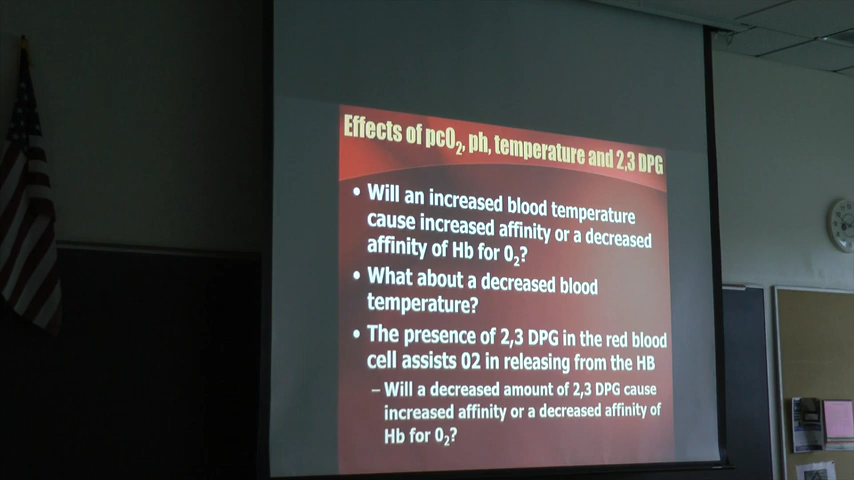 Effects of pcO₂, ph, temperature and 2,3 DPG
• Will an increased blood temperature
cause increased affinity or a decreased
affinity of Hb for 0₂?
• What about a decreased blood
temperature?
• The presence of 2,3 DPG in the red blood
cell assists 02 in releasing from the HB
– Will a decreased amount of 2,3 DPG cause
increased affinity or a decreased affinity of
Hb for 0₂?